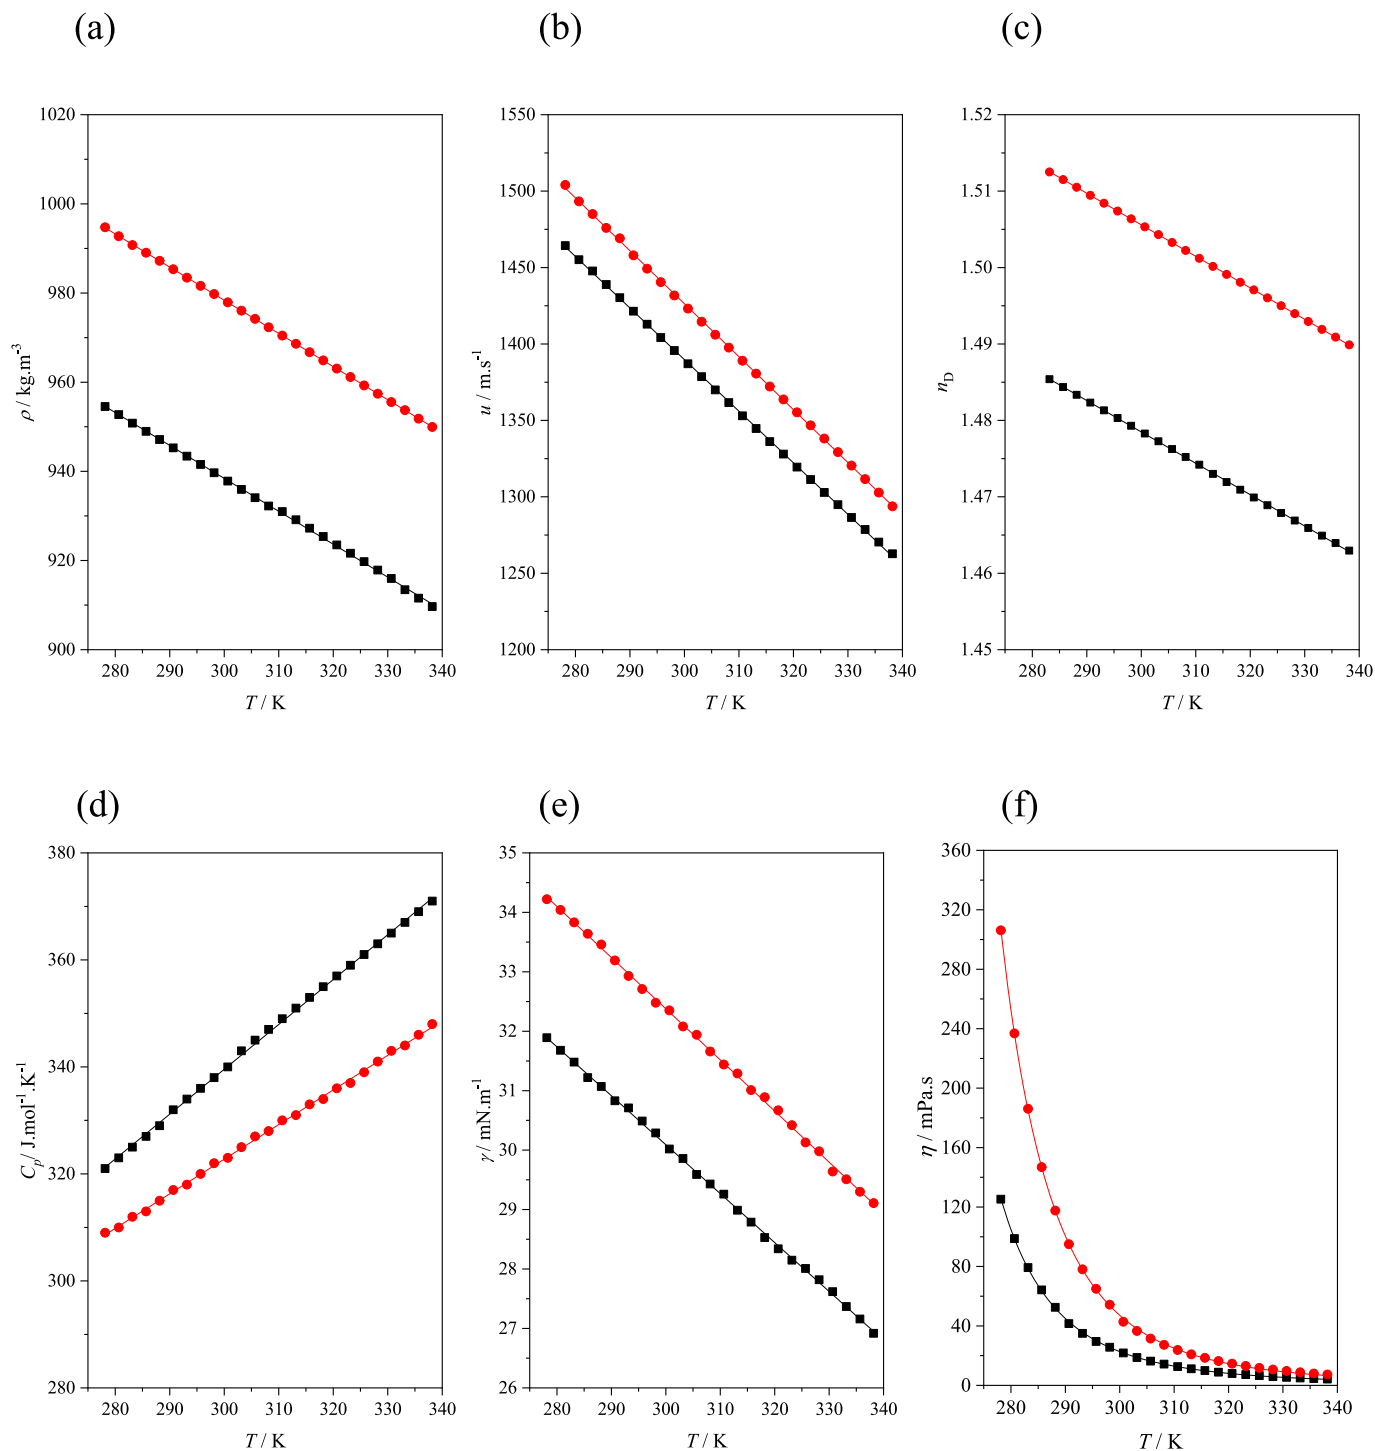 (a)
(b)
(c)
1020
1000
980
960
940
920
900
ρ / kg.m⁻³
280 290 300 310 320 330 340
T / K
1550
1500
1450
1400
1350
1300
1250
1200
u / m.s⁻¹
280 290 300 310 320 330 340
T / K
1.52
1.51
1.50
1.49
1.48
1.47
1.46
1.45
n_D
280 290 300 310 320 330 340
T / K
(d)
(e)
(f)
380
360
340
320
300
280
C_p / J.mol⁻¹.K⁻¹
280 290 300 310 320 330 340
T / K
35
34
33
32
31
30
29
28
27
26
γ / mN.m⁻¹
280 290 300 310 320 330 340
T / K
360
320
280
240
200
160
120
80
40
0
η / mPa.s
280 290 300 310 320 330 340
T / K